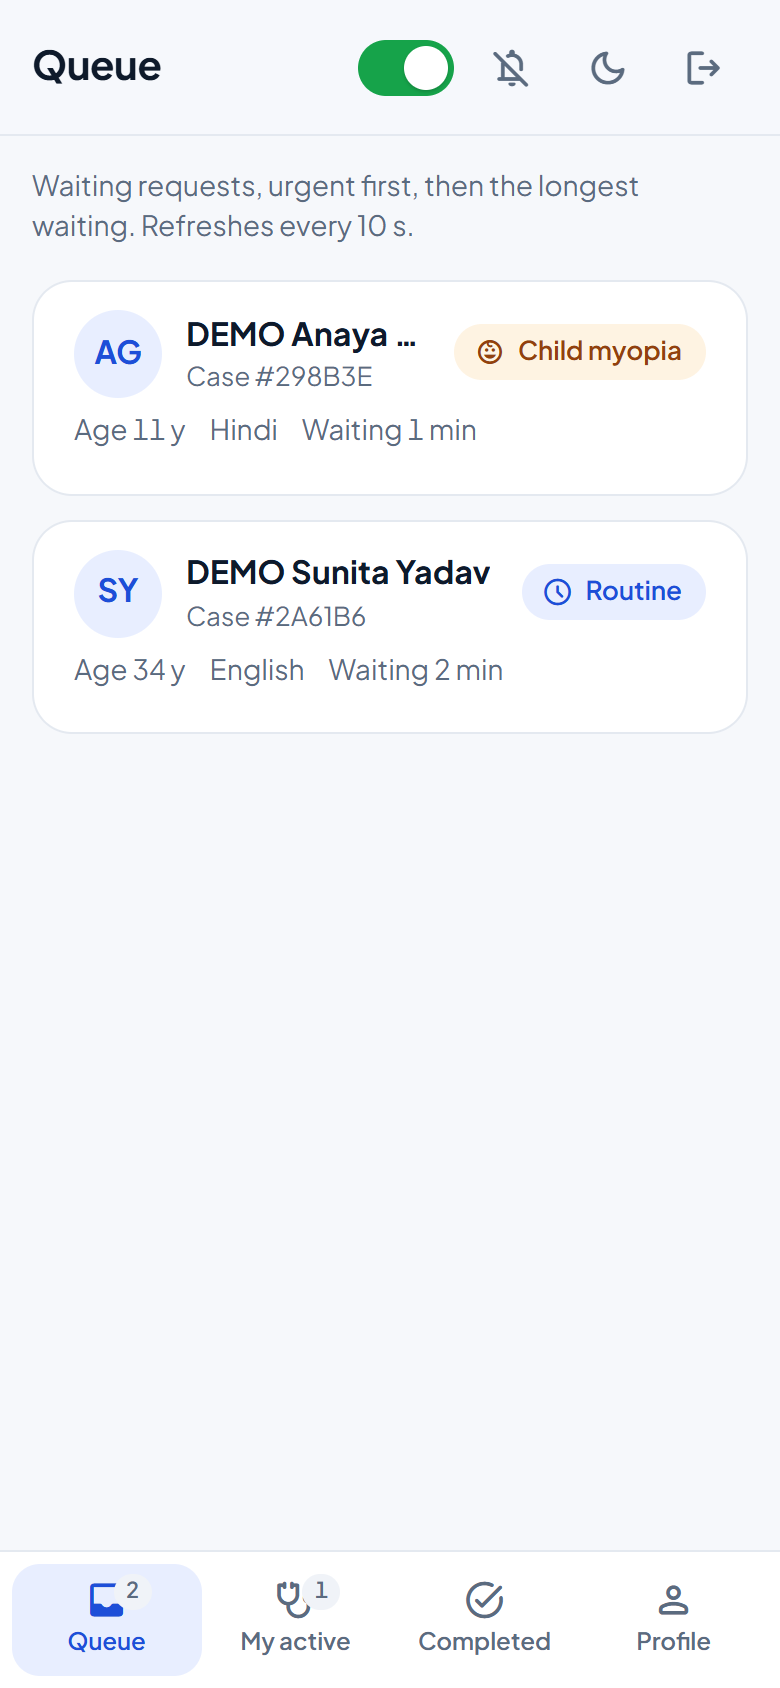 Queue
Waiting requests, urgent first, then the longest
waiting. Refreshes every 10 s.
AG
DEMO Anaya ...
Child myopia
Case #298B3E
Age 11 y Hindi Waiting 1 min
SY
DEMO Sunita Yadav
Routine
Case #2A61B6
Age 34 y English Waiting 2 min
2
1
Queue
My active
Completed
Profile